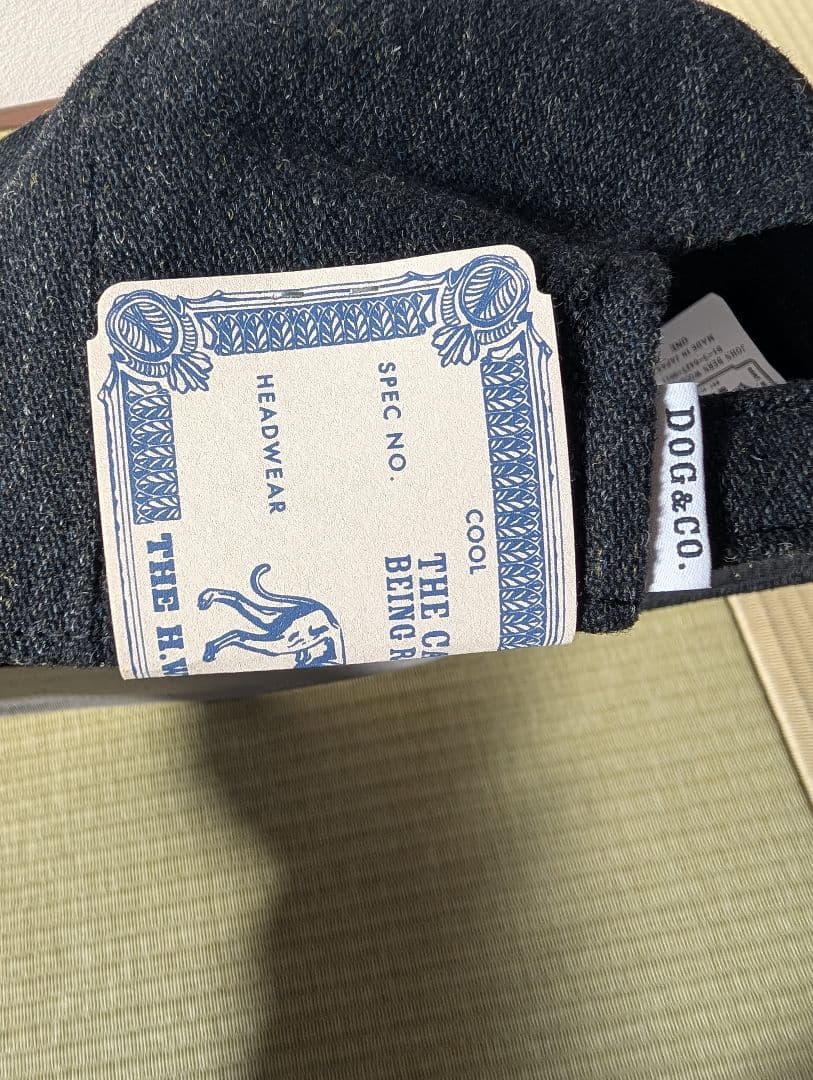 COOL
THE CA
BEING R
SPEC NO.
HEADWEAR
THE H.W
DOG&CO.
MADE IN JAPAN